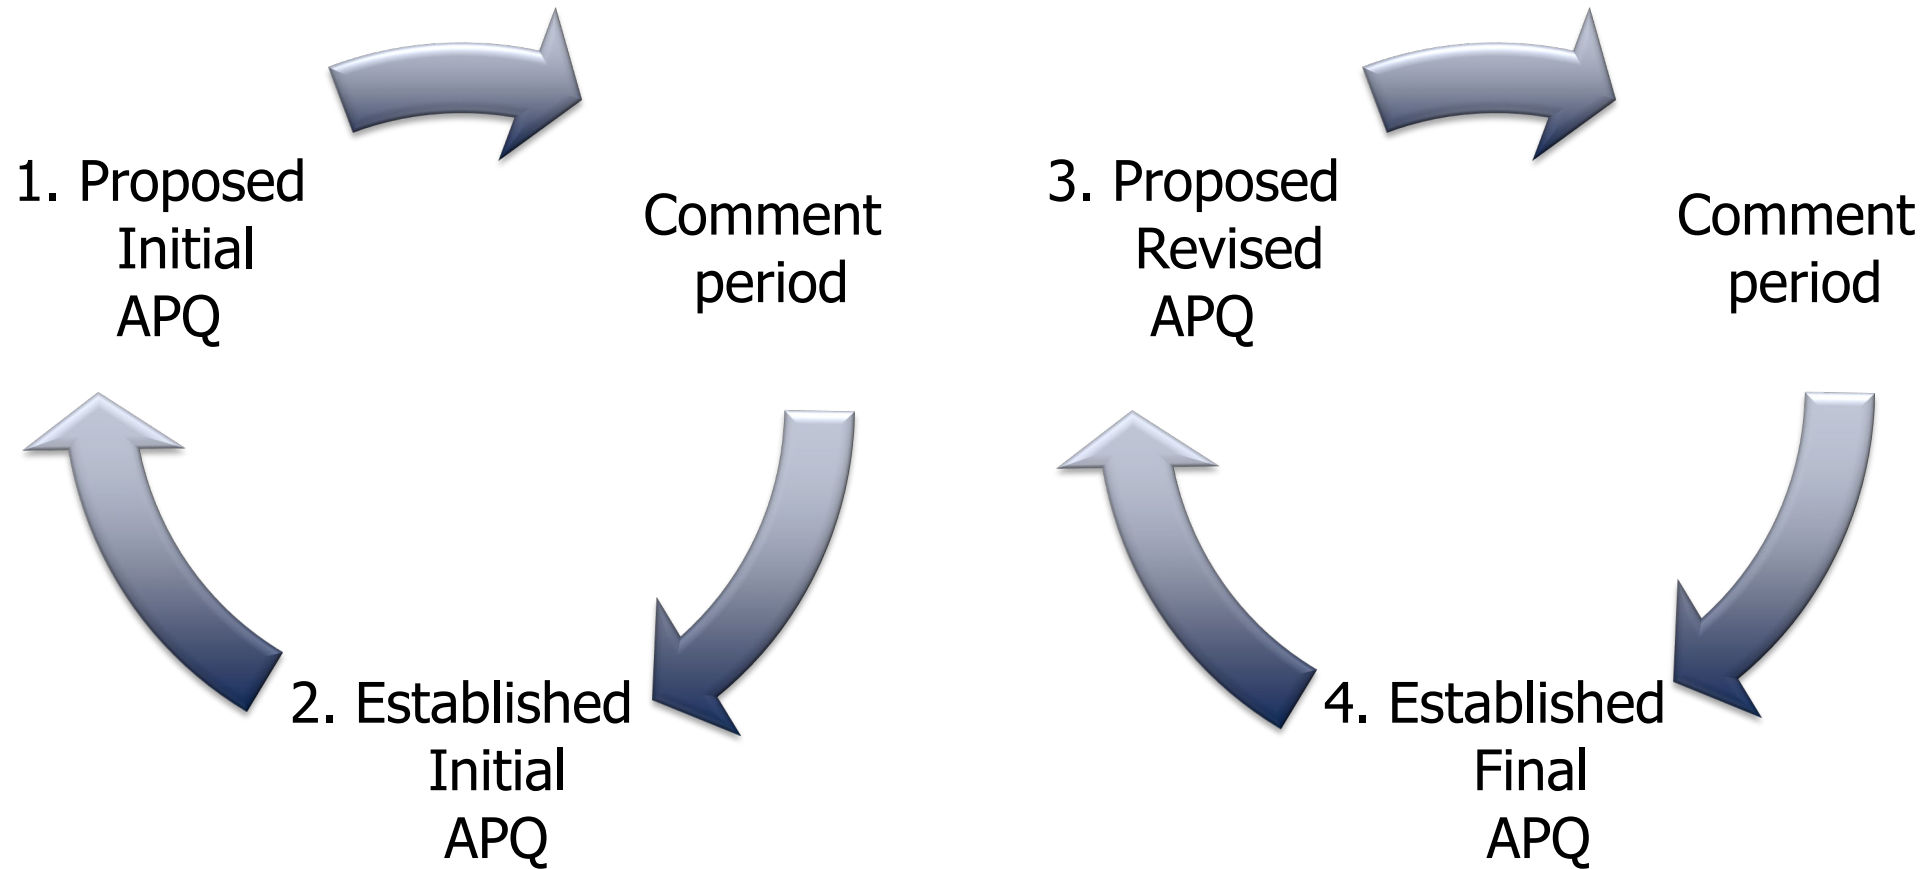 1. Proposed
Initial
APQ
Comment
period
2. Established
Initial
APQ
3. Proposed
Revised
APQ
Comment
period
4. Established
Final
APQ